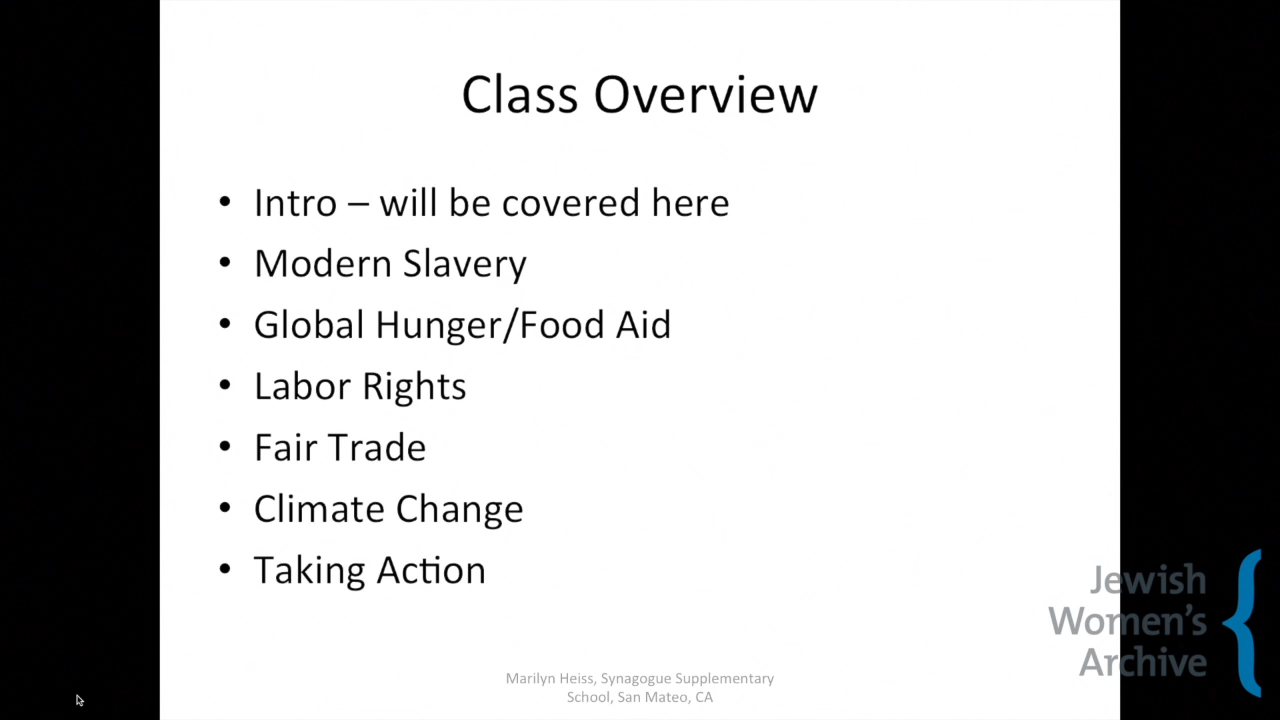 Class Overview
• Intro – will be covered here
• Modern Slavery
• Global Hunger/Food Aid
• Labor Rights
• Fair Trade
• Climate Change
• Taking Action
Jewish
Women's
Archive
Marilyn Heiss, Synagogue Supplementary
School, San Mateo, CA